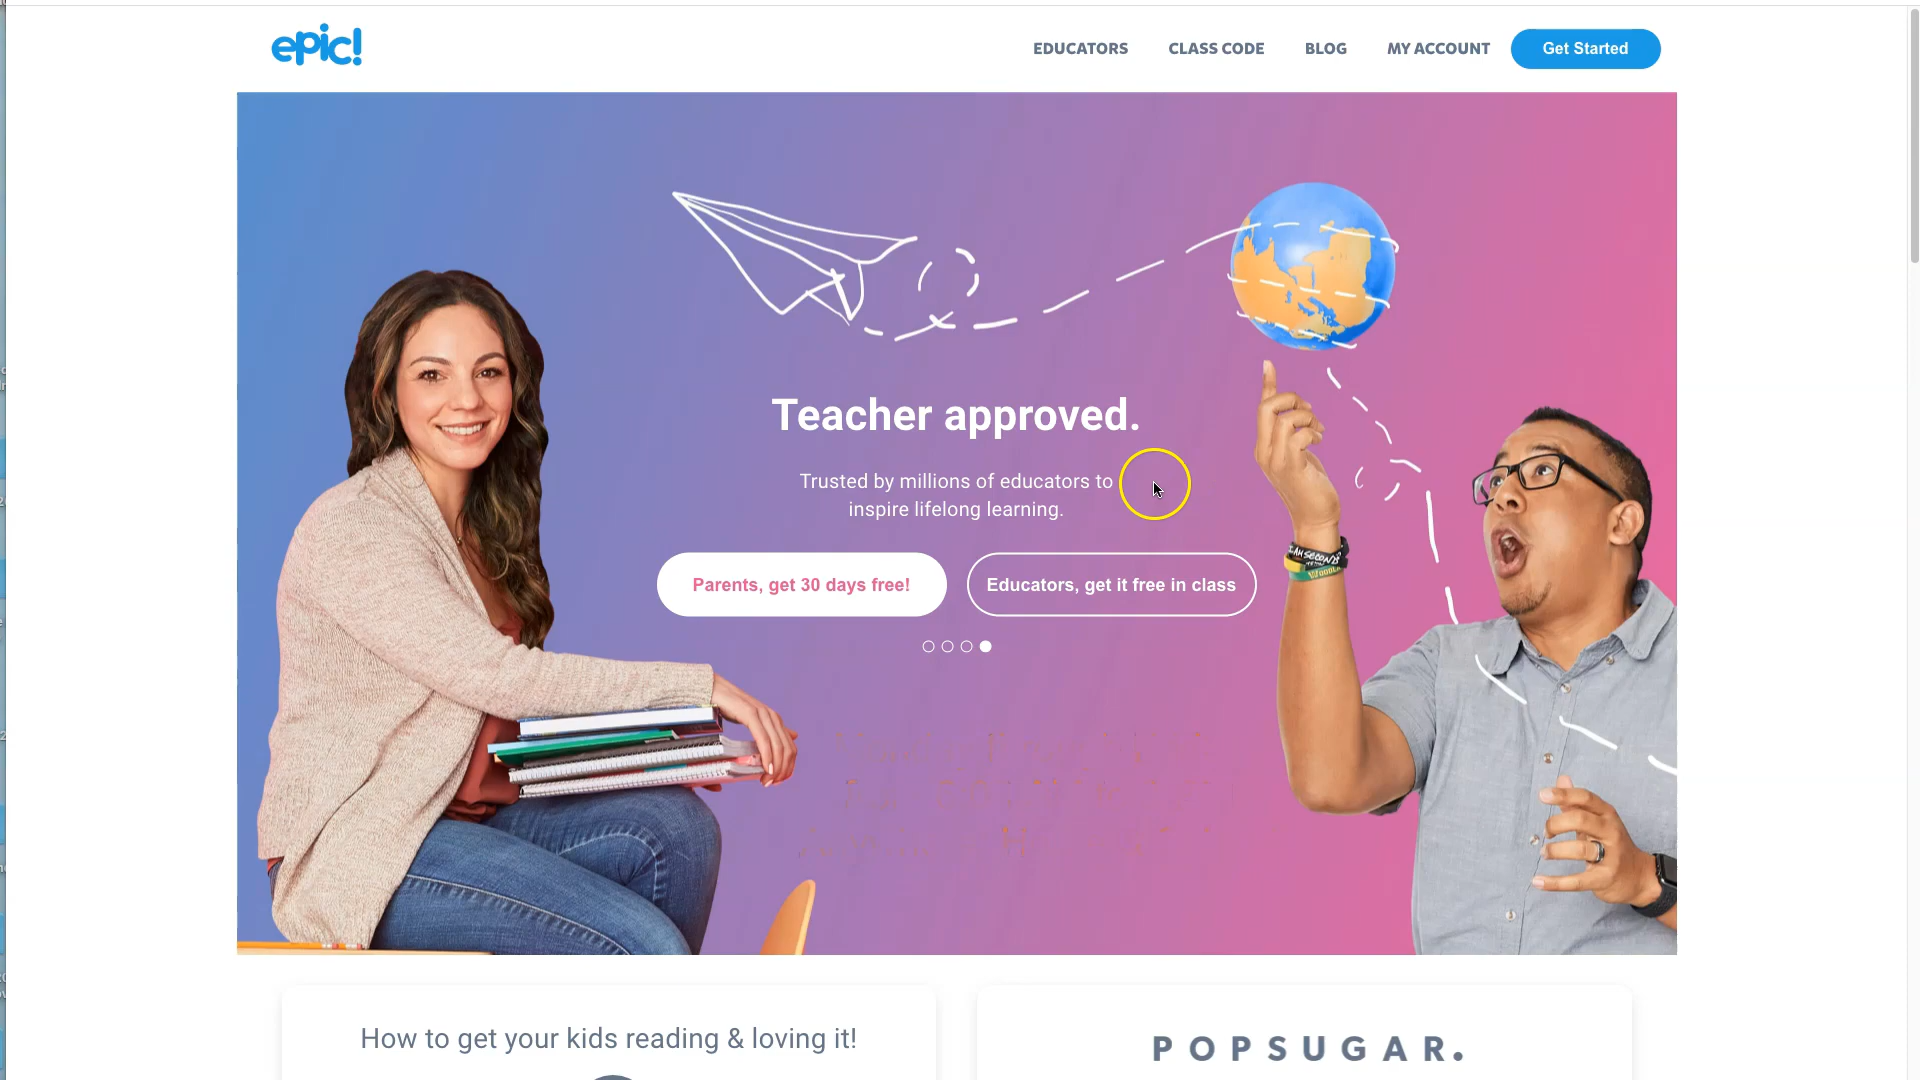 epic!
EDUCATORS CLASS CODE BLOG MY ACCOUNT Get Started
Teacher approved.
Trusted by millions of educators to
inspire lifelong learning.
Parents, get 30 days free! Educators, get it free in class
How to get your kids reading & loving it!
POPSUGAR.